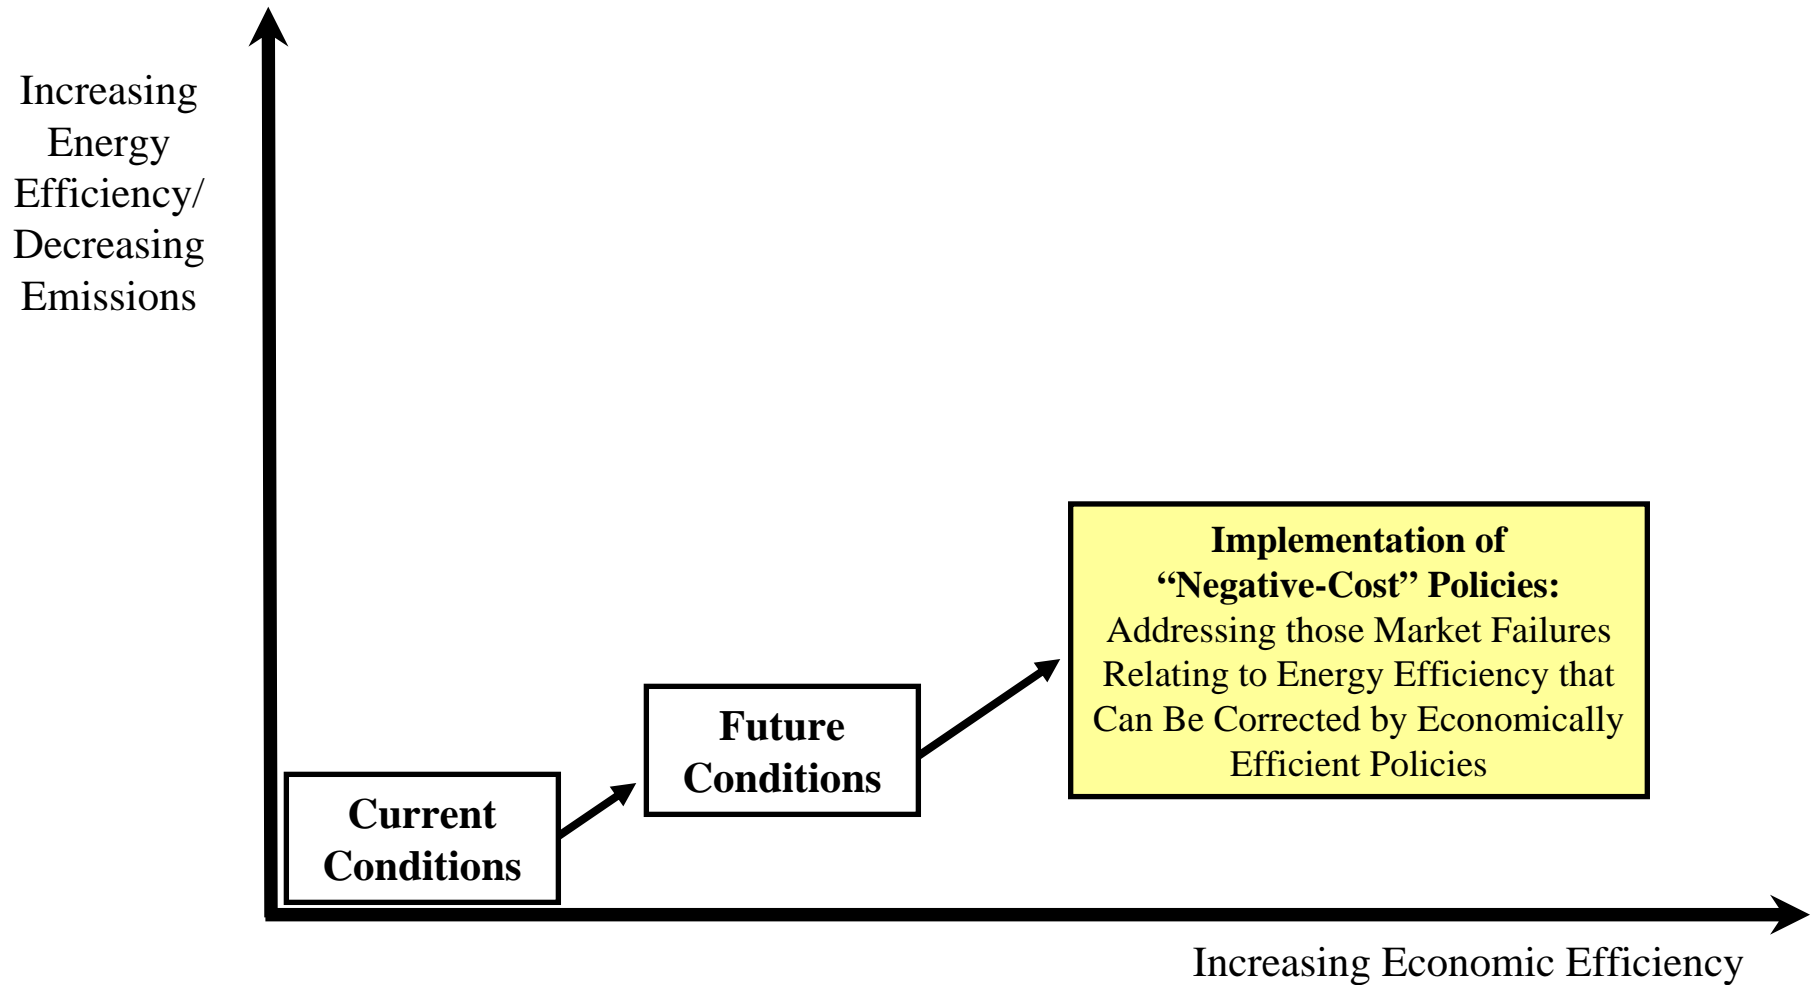 Increasing
Energy
Efficiency/
Decreasing
Emissions
Implementation of
“Negative-Cost” Policies:
Addressing those Market Failures
Relating to Energy Efficiency that
Can Be Corrected by Economically
Efficient Policies
Future
Conditions
Current
Conditions
Increasing Economic Efficiency